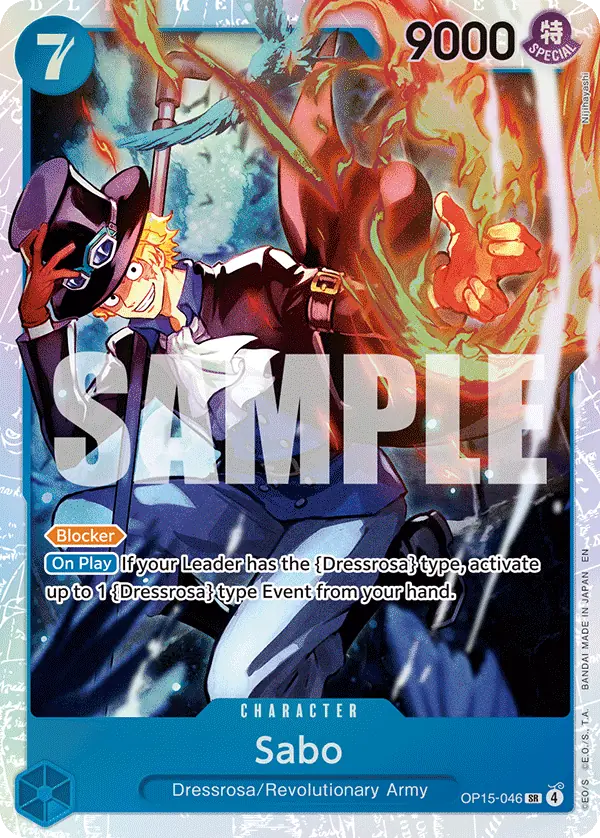 7
9000
特
SPECIAL
Nijihayashi
SAMPLE
Blocker
On Play If your Leader has the {Dressrosa} type, activate
up to 1 {Dressrosa} type Event from your hand.
CHARACTER
Sabo
Dressrosa/Revolutionary Army
OP15-046 SR 4
©EO/S ©E.O./S., T.A. BANDAI MADE IN JAPAN EN